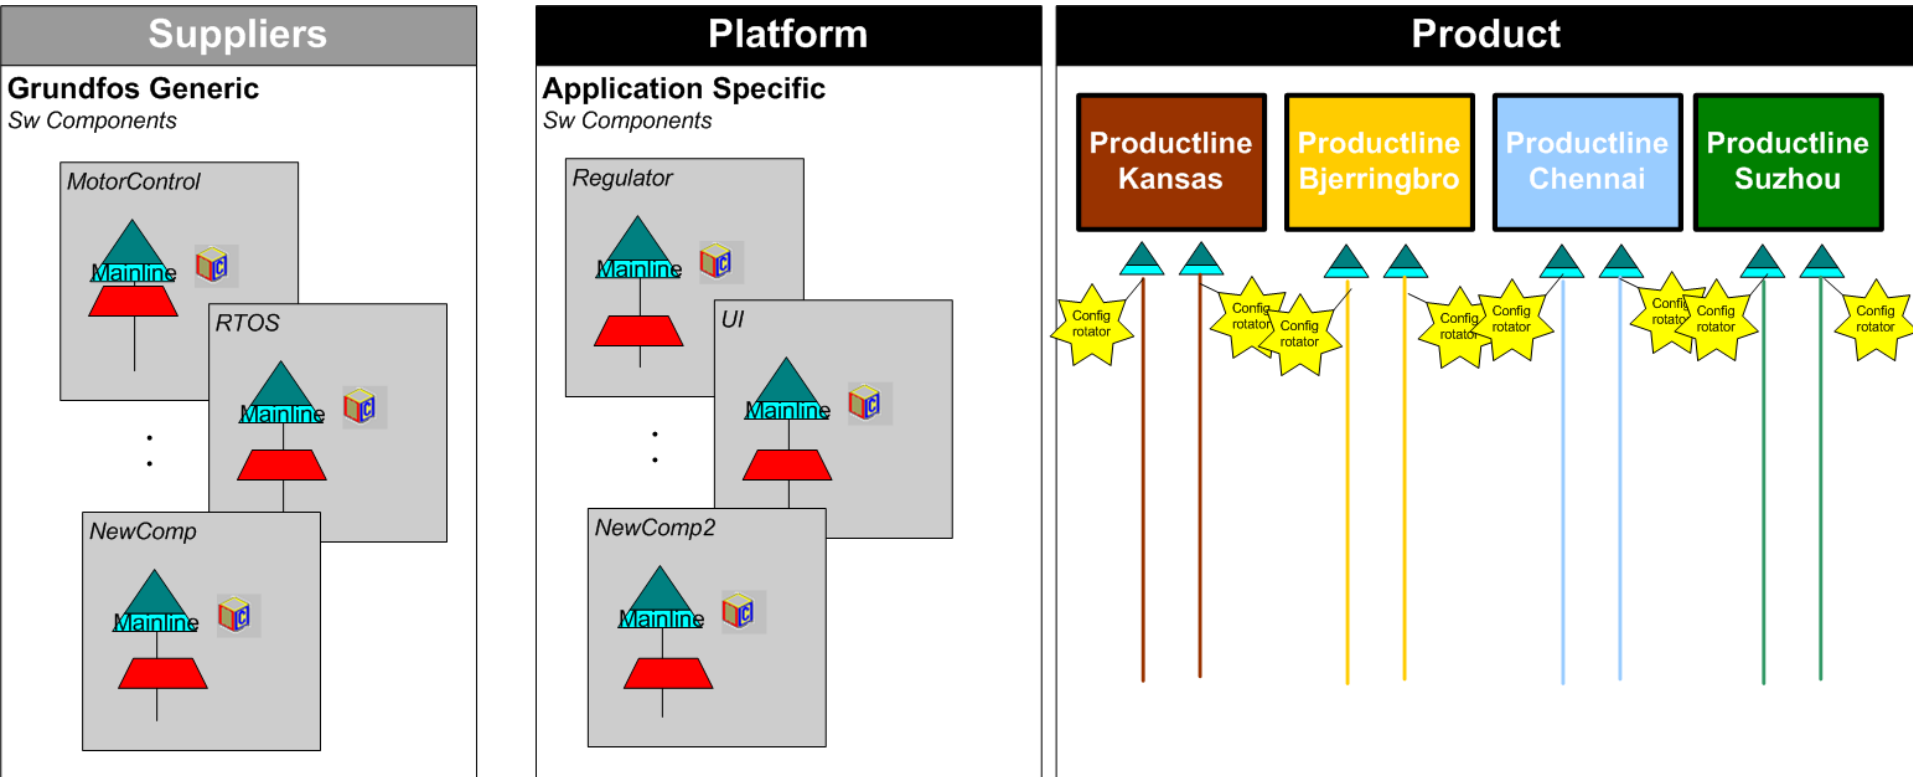 Suppliers
Grundfos Generic
Sw Components
MotorControl
Mainline
RTOS
Mainline
NewComp
Mainline
Platform
Application Specific
Sw Components
Regulator
Mainline
UI
Mainline
NewComp2
Mainline
Product
Productline
Kansas
Productline
Bjerringbro
Productline
Chennai
Productline
Suzhou
Config
rotator
Config
rotator
Config
rotator
Config
rotator
Config
rotator
Config
rotator
Config
rotator
Config
rotator